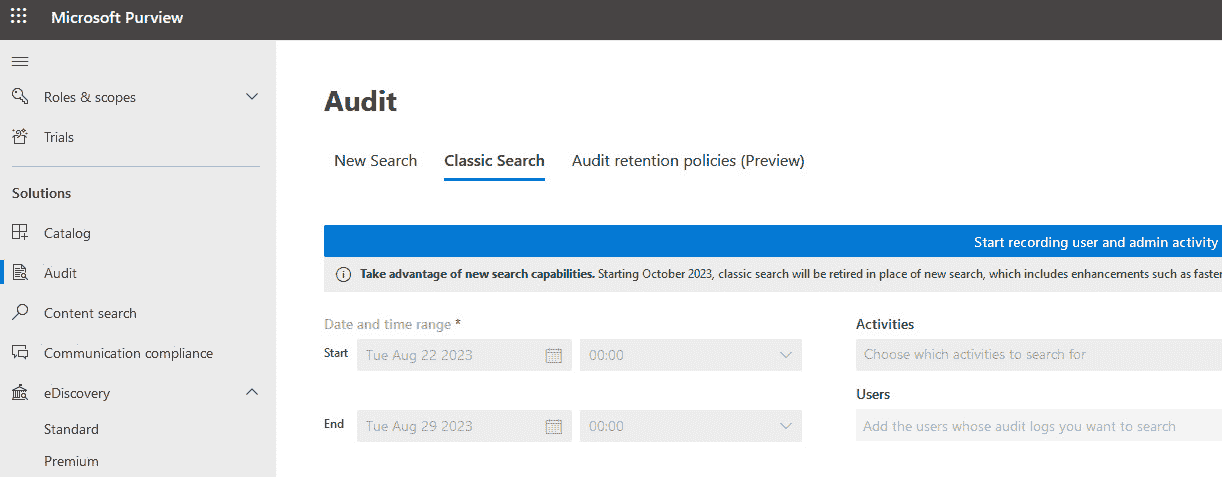 Microsoft Purview
Roles & scopes
Trials
Solutions
Catalog
Audit
Content search
Communication compliance
eDiscovery
Standard
Premium
Audit
New Search
Classic Search
Audit retention policies (Preview)
Start recording user and admin activity
Take advantage of new search capabilities. Starting October 2023, classic search will be retired in place of new search, which includes enhancements such as faster
Date and time range *
Start
Tue Aug 22 2023
00:00
End
Tue Aug 29 2023
00:00
Activities
Choose which activities to search for
Users
Add the users whose audit logs you want to search